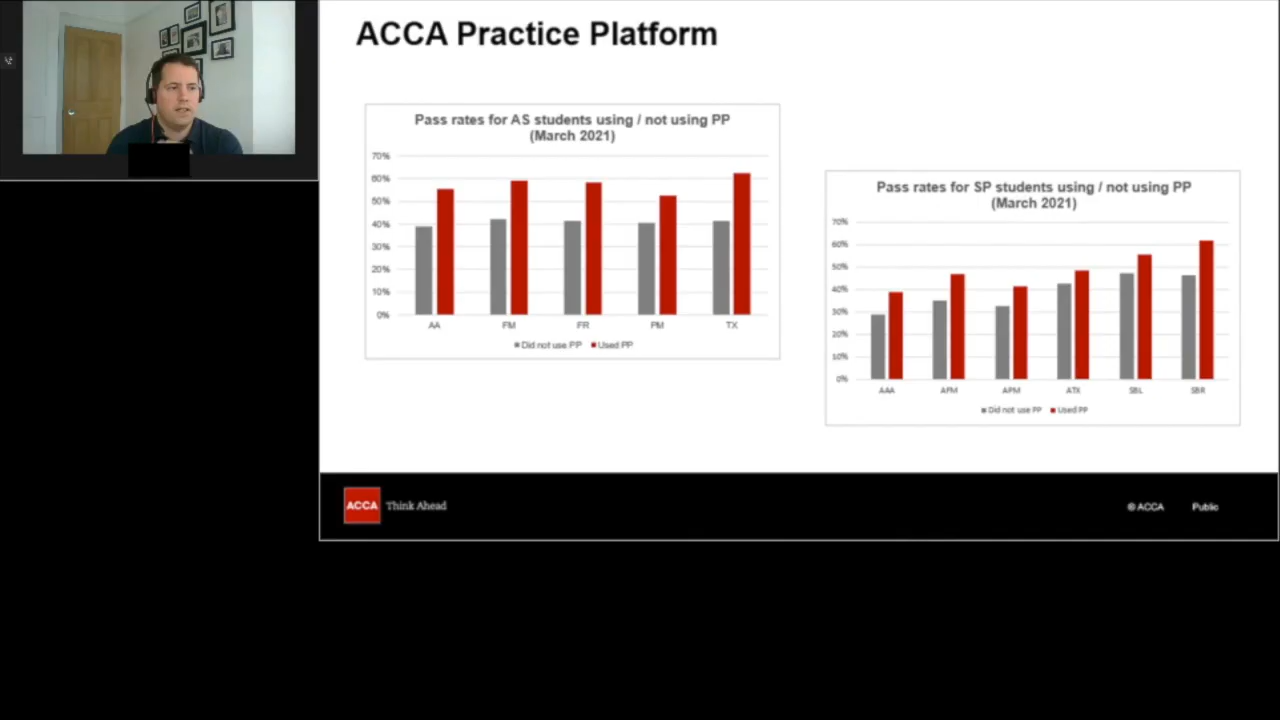 ACCA Practice Platform
Pass rates for AS students using / not using PP
(March 2021)
70%
60%
50%
40%
30%
20%
10%
0%
AA FM FR PM TX
Did not use PP Used PP
Pass rates for SP students using / not using PP
(March 2021)
70%
60%
50%
40%
30%
20%
10%
0%
AAA AFM APM ATX SBL SBR
Did not use PP Used PP
ACCA Think Ahead
© ACCA Public